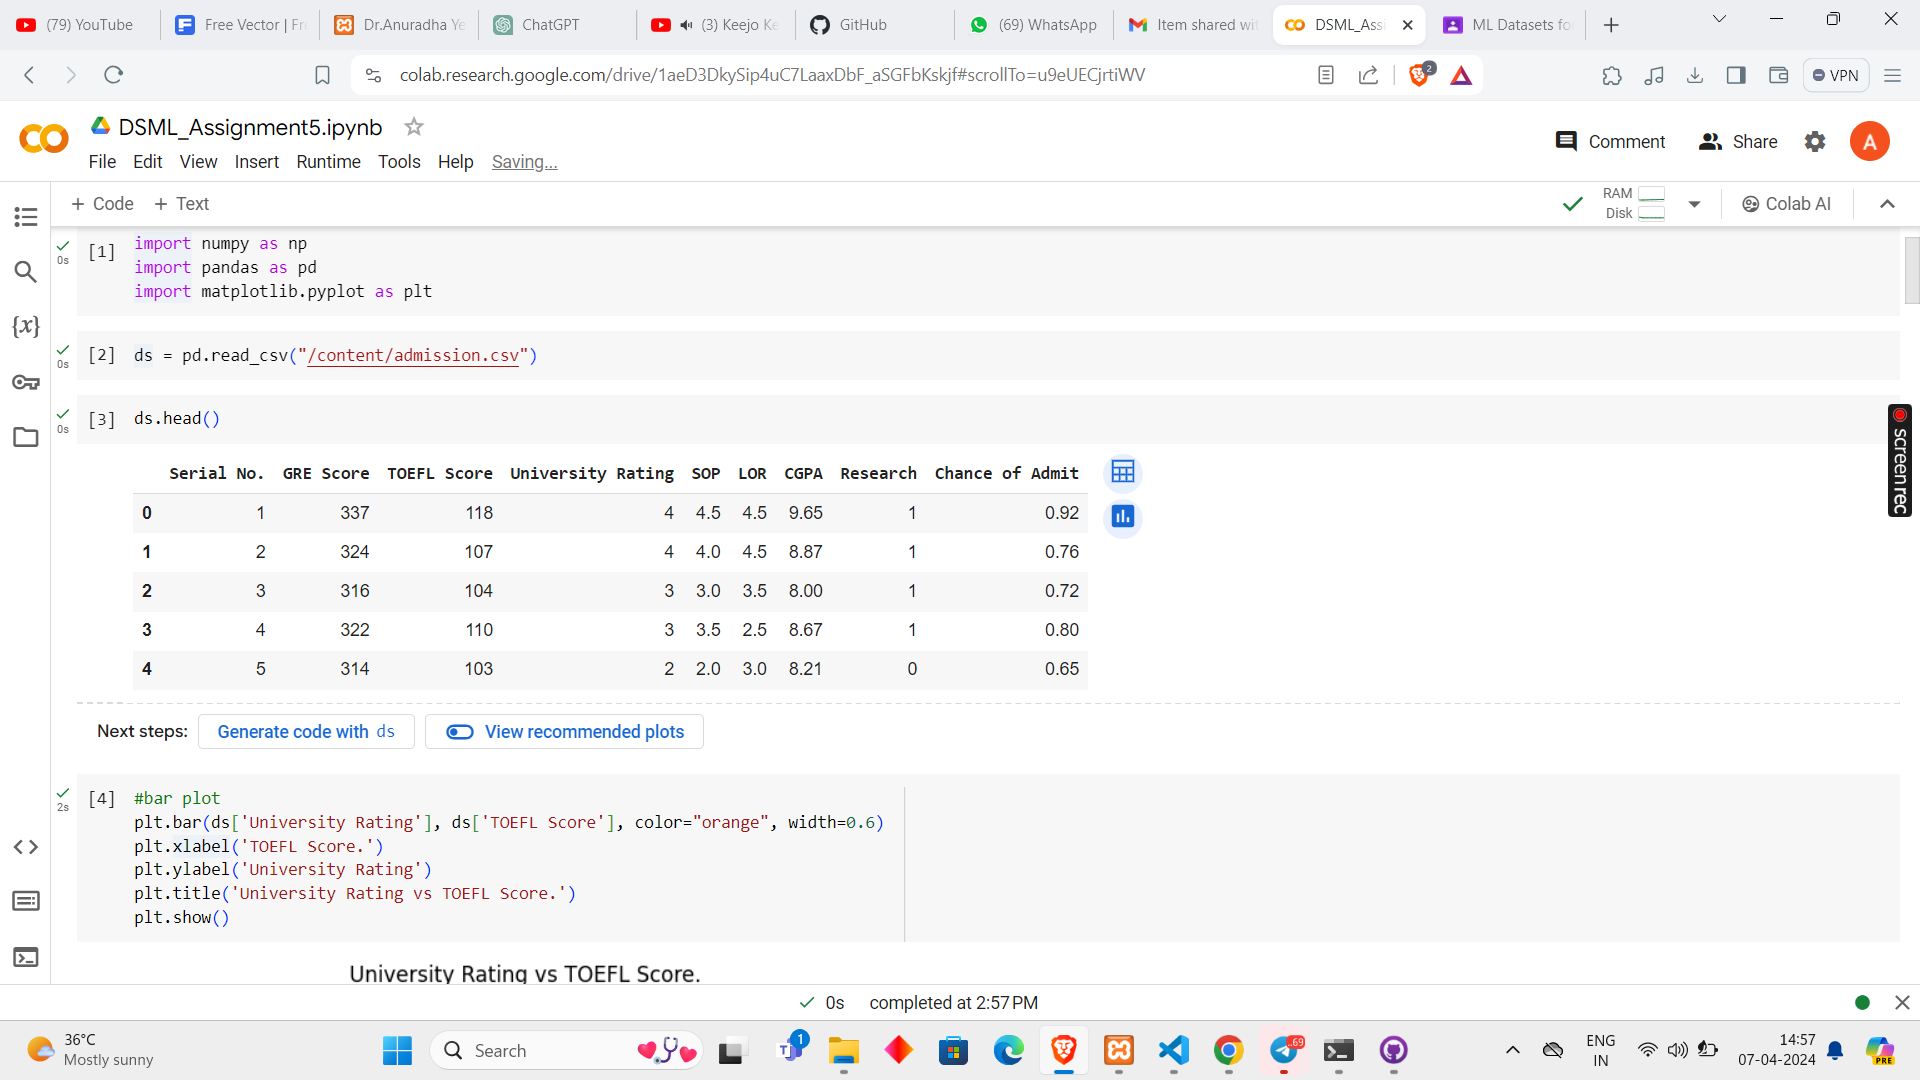 (79) YouTube
Free Vector | Fr
Dr.Anuradha Ye
ChatGPT
(3) Keejo Ke
GitHub
(69) WhatsApp
Item shared wit
DSML_Assi
ML Datasets fo
colab.research.google.com/drive/1aeD3DkySip4uC7LaaxDbF_aSGFbKskjf#scrollTo=u9eUECjrtiWV
2
VPN
DSML_Assignment5.ipynb
File Edit View Insert Runtime Tools Help Saving...
Comment
Share
A
+ Code + Text
RAM
Disk
Colab AI
0s
[1] import numpy as np
import pandas as pd
import matplotlib.pyplot as plt
{x}
0s
[2] ds = pd.read_csv("/content/admission.csv")
0s
[3] ds.head()
screenrec
Serial No. GRE Score TOEFL Score University Rating SOP LOR CGPA Research Chance of Admit
0 1 337 118 4 4.5 4.5 9.65 1 0.92
1 2 324 107 4 4.0 4.5 8.87 1 0.76
2 3 316 104 3 3.0 3.5 8.00 1 0.72
3 4 322 110 3 3.5 2.5 8.67 1 0.80
4 5 314 103 2 2.0 3.0 8.21 0 0.65
Next steps: Generate code with ds View recommended plots
2s
[4] #bar plot
plt.bar(ds['University Rating'], ds['TOEFL Score'], color="orange", width=0.6)
plt.xlabel('TOEFL Score.')
plt.ylabel('University Rating')
plt.title('University Rating vs TOEFL Score.')
plt.show()
University Rating vs TOEFL Score.
0s completed at 2:57 PM
36°C
Mostly sunny
Search
1
69
ENG
IN
14:57
07-04-2024
PRE